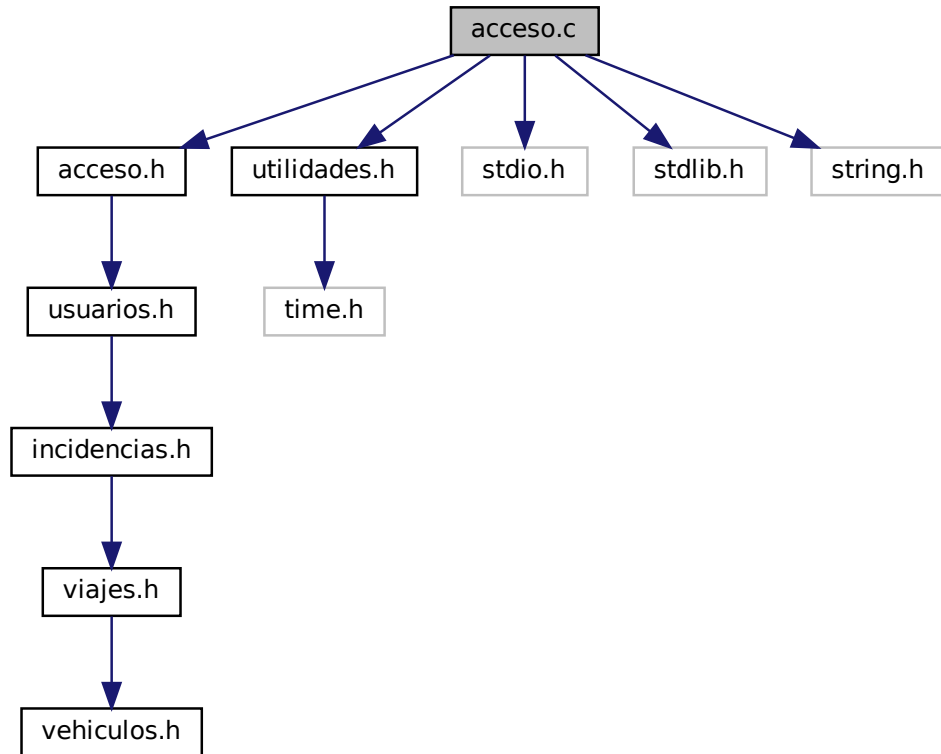 acceso.c
acceso.h
utilidades.h
stdio.h
stdlib.h
string.h
usuarios.h
time.h
incidencias.h
viajes.h
vehiculos.h